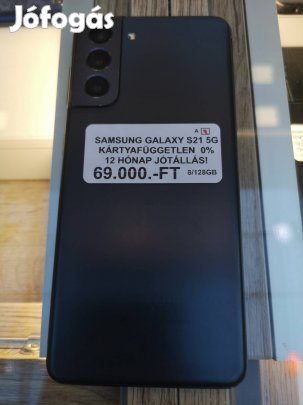 Jófogás
A
SAMSUNG GALAXY S21 5G
KÁRTYAFÜGGETLEN 0%
12 HÓNAP JÓTÁLLÁS!
69.000.-FT 8/128GB